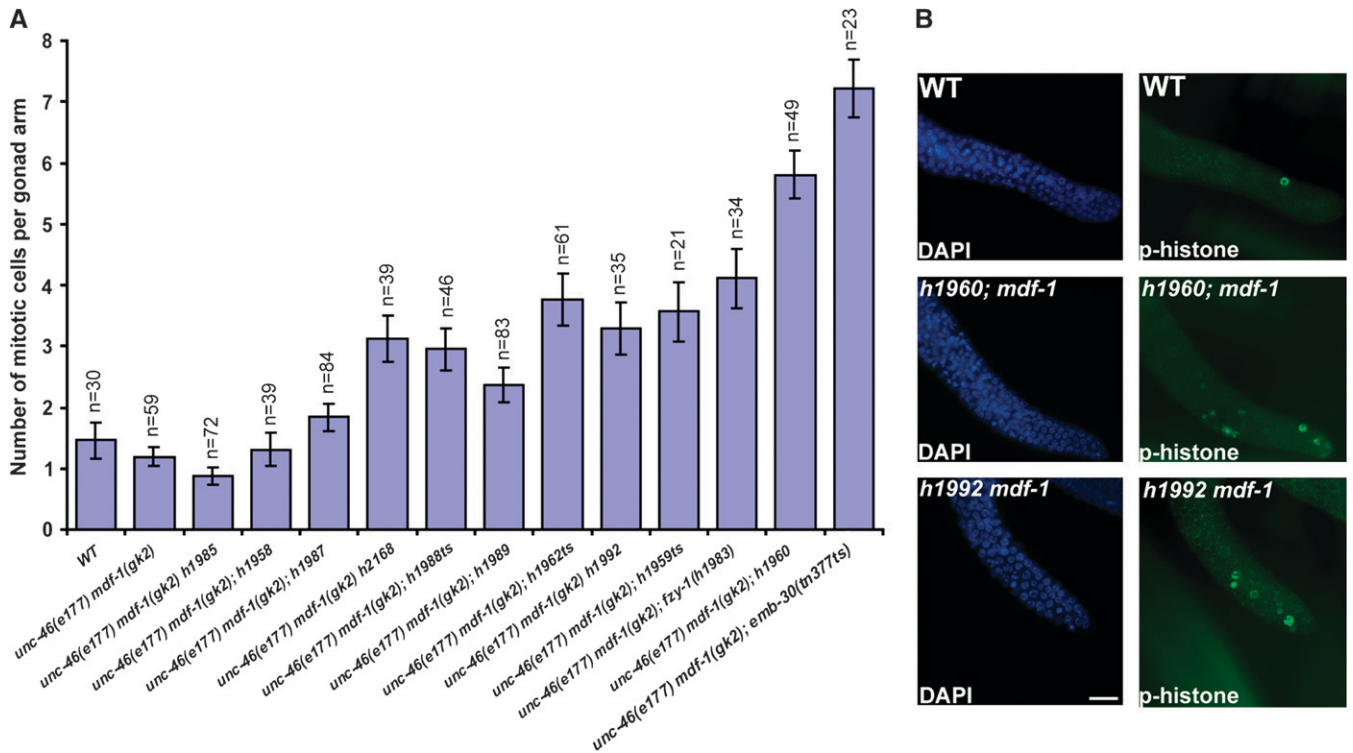 A
Number of mitotic cells per gonad arm
8
7
6
5
4
3
2
1
0
n=30
n=59
n=72
n=39
n=84
n=39
n=46
n=83
n=61
n=35
n=21
n=34
n=49
n=23
WT
unc-46(e177) mdf-1(gk2)
unc-46(e177) mdf-1(gk2) h1985
unc-46(e177) mdf-1(gk2); h1958
unc-46(e177) mdf-1(gk2); h1987
unc-46(e177) mdf-1(gk2) h2168
unc-46(e177) mdf-1(gk2); h1988ts
unc-46(e177) mdf-1(gk2); h1989
unc-46(e177) mdf-1(gk2); h1962ts
unc-46(e177) mdf-1(gk2) h1992
unc-46(e177) mdf-1(gk2); h1959ts
unc-46(e177) mdf-1(gk2); fzy-1(h1983)
unc-46(e177) mdf-1(gk2); h1960
unc-46(e177) mdf-1(gk2); emb-30(tn377ts)
B
WT
DAPI
WT
p-histone
h1960; mdf-1
DAPI
h1960; mdf-1
p-histone
h1992 mdf-1
DAPI
h1992 mdf-1
p-histone